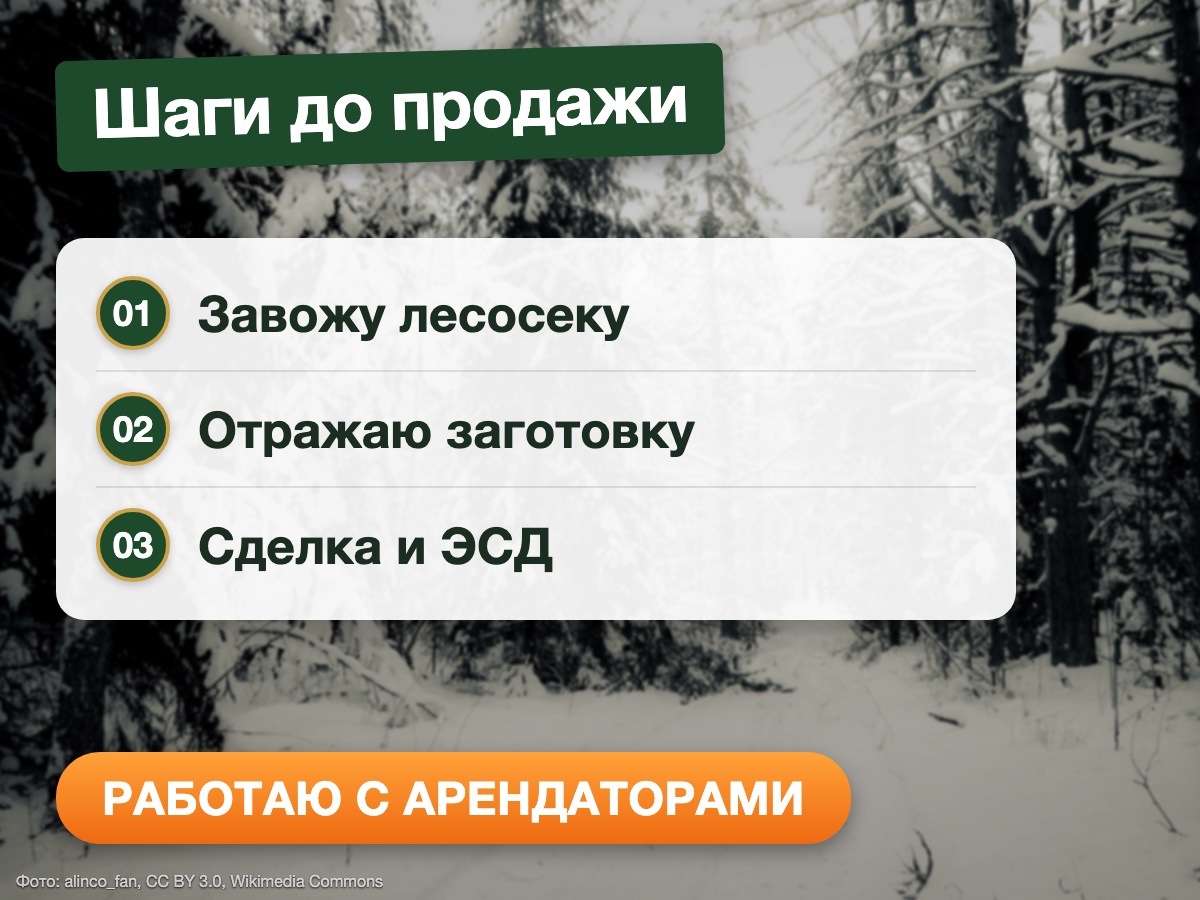 Шаги до продажи
01 Завожу лесосеку
02 Отражаю заготовку
03 Сделка и ЭСД
РАБОТАЮ С АРЕНДАТОРАМИ
Фото: alinco_fan, CC BY 3.0, Wikimedia Commons